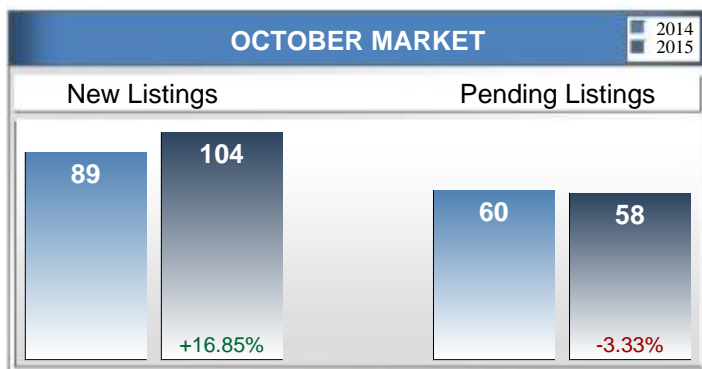 OCTOBER MARKET
2014
2015
New Listings Pending Listings
89 104 60 58
+16.85% -3.33%